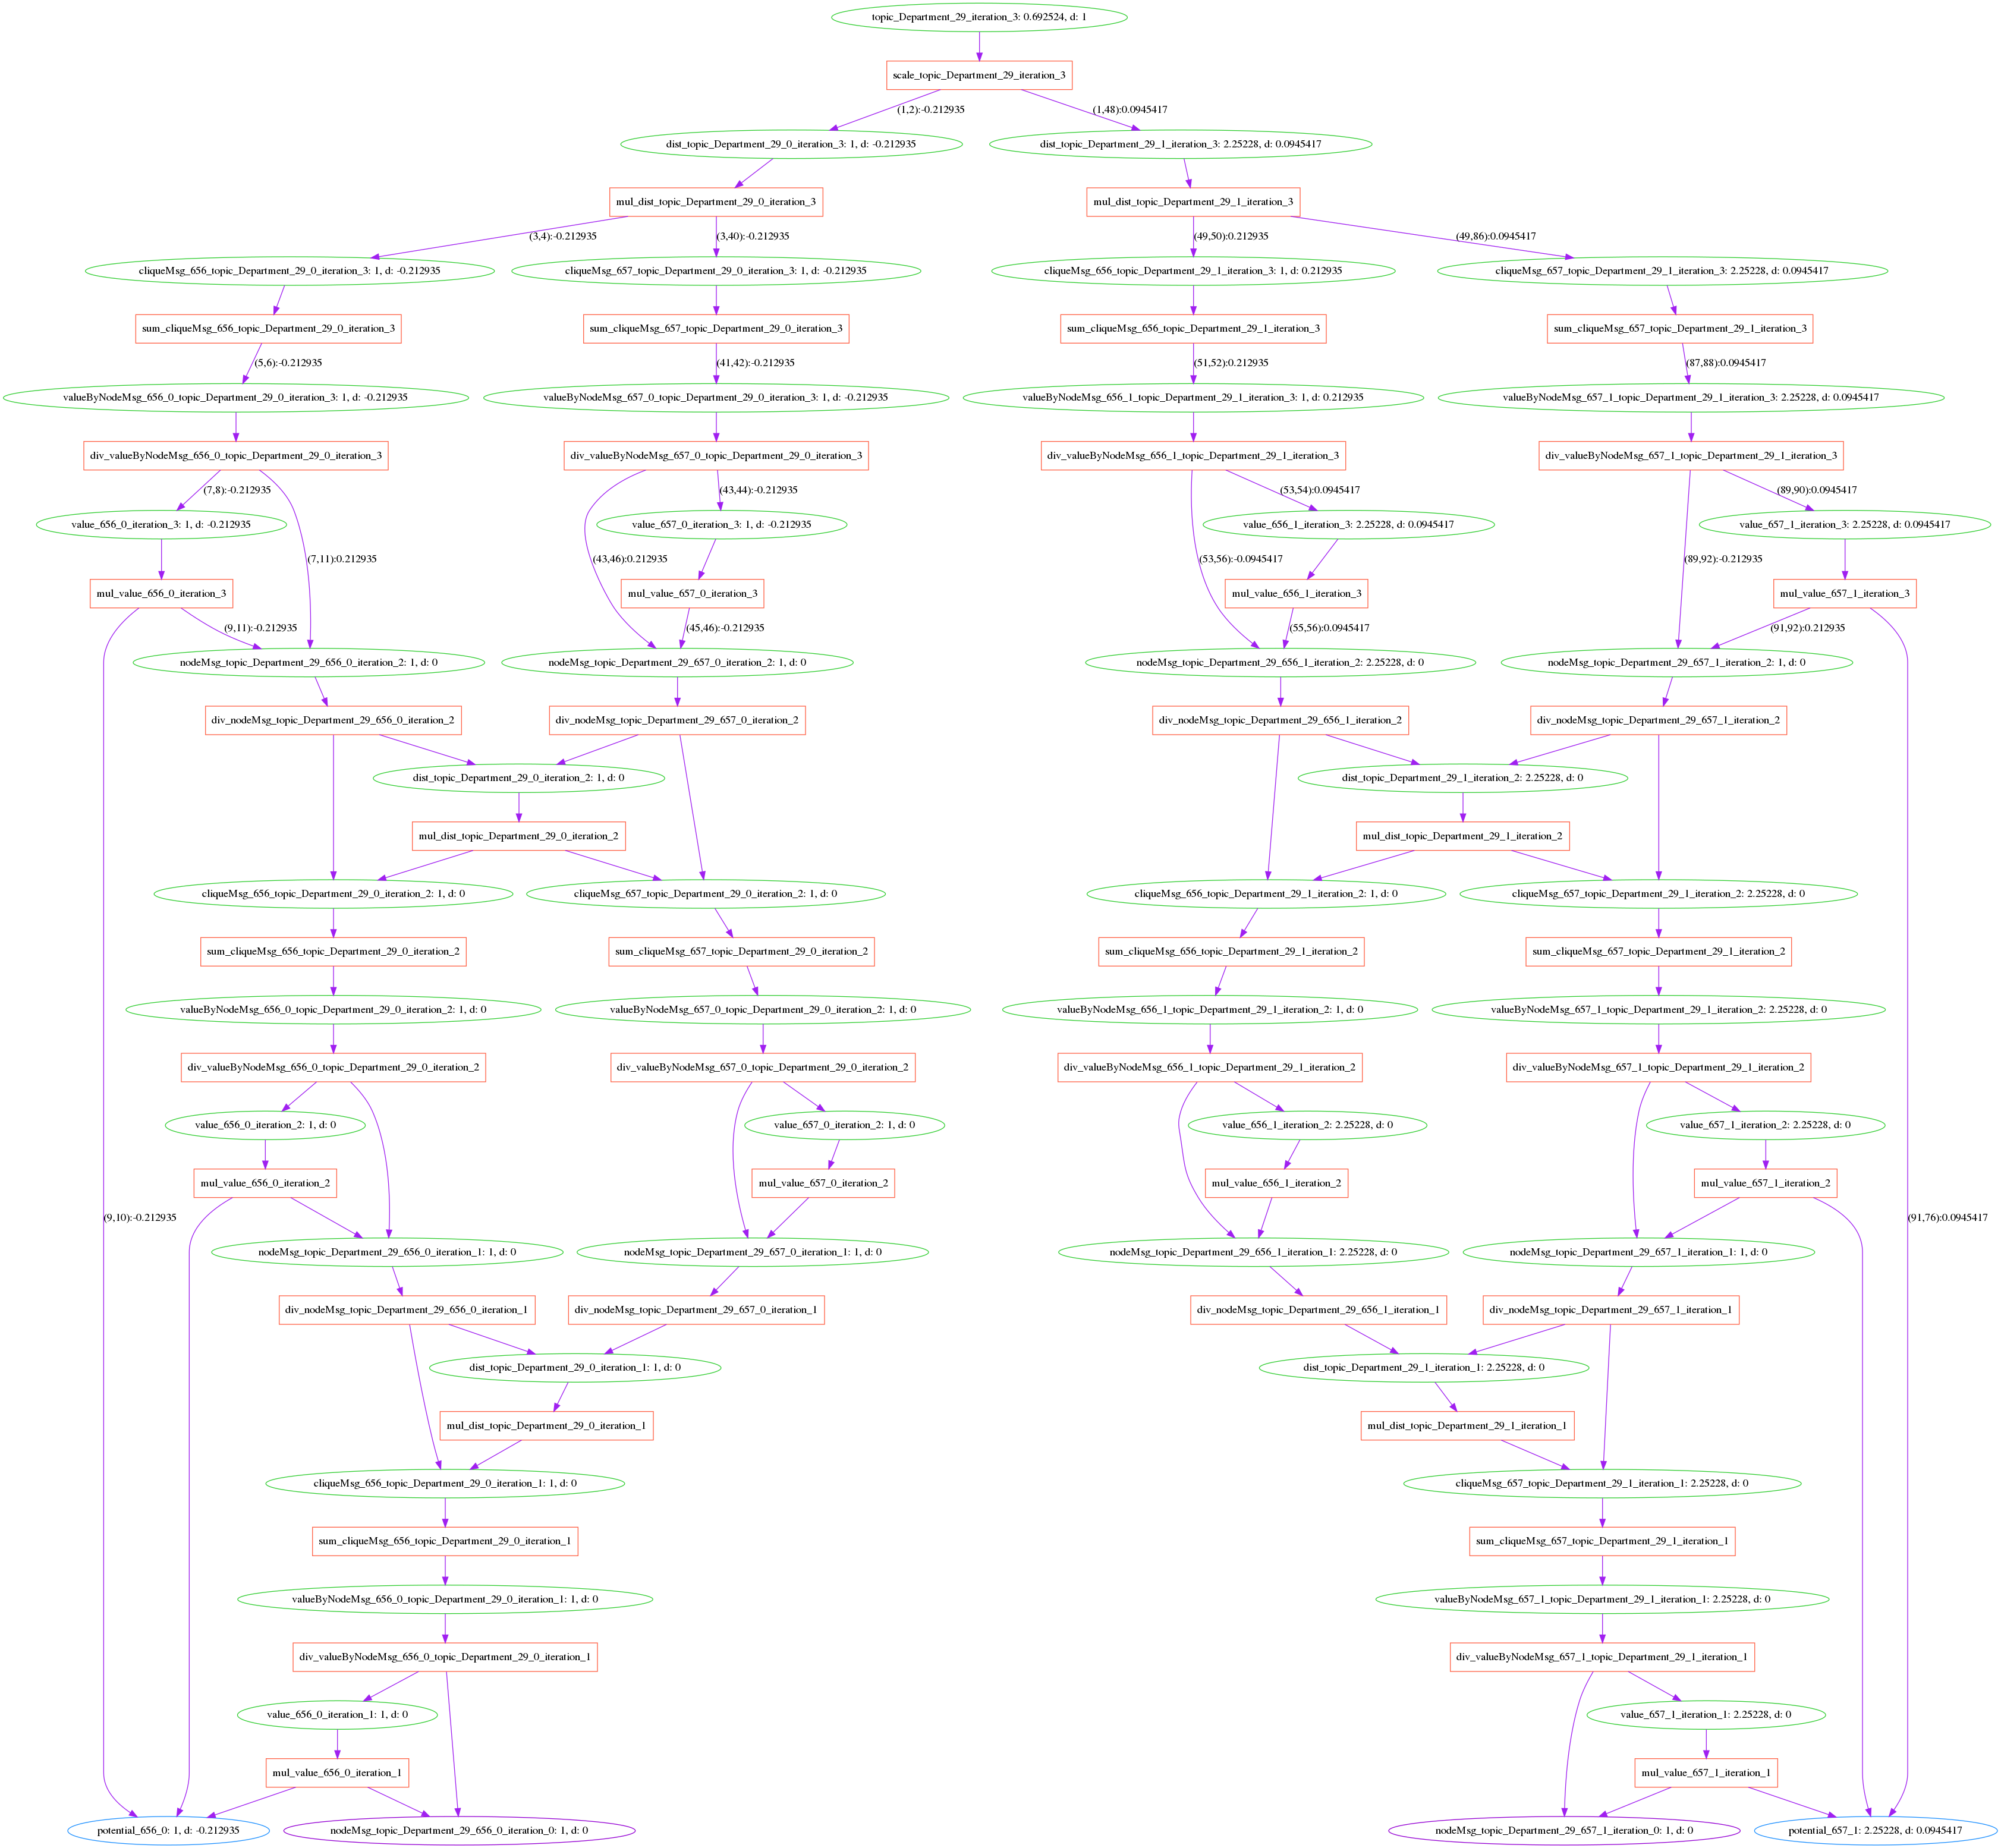 topic_Department_29_iteration_3: 0.692524, d: 1
scale_topic_Department_29_iteration_3
(1,2):-0.212935
(1,48):0.0945417
dist_topic_Department_29_0_iteration_3: 1, d: -0.212935
dist_topic_Department_29_1_iteration_3: 2.25228, d: 0.0945417
mul_dist_topic_Department_29_0_iteration_3
mul_dist_topic_Department_29_1_iteration_3
(3,4):-0.212935
(3,40):-0.212935
(49,50):0.212935
(49,86):0.0945417
cliqueMsg_656_topic_Department_29_0_iteration_3: 1, d: -0.212935
cliqueMsg_657_topic_Department_29_0_iteration_3: 1, d: -0.212935
cliqueMsg_656_topic_Department_29_1_iteration_3: 1, d: 0.212935
cliqueMsg_657_topic_Department_29_1_iteration_3: 2.25228, d: 0.0945417
sum_cliqueMsg_656_topic_Department_29_0_iteration_3
sum_cliqueMsg_657_topic_Department_29_0_iteration_3
sum_cliqueMsg_656_topic_Department_29_1_iteration_3
sum_cliqueMsg_657_topic_Department_29_1_iteration_3
(5,6):-0.212935
(41,42):-0.212935
(51,52):0.212935
(87,88):0.0945417
valueByNodeMsg_656_0_topic_Department_29_0_iteration_3: 1, d: -0.212935
valueByNodeMsg_657_0_topic_Department_29_0_iteration_3: 1, d: -0.212935
valueByNodeMsg_656_1_topic_Department_29_1_iteration_3: 1, d: 0.212935
valueByNodeMsg_657_1_topic_Department_29_1_iteration_3: 2.25228, d: 0.0945417
div_valueByNodeMsg_656_0_topic_Department_29_0_iteration_3
div_valueByNodeMsg_657_0_topic_Department_29_0_iteration_3
div_valueByNodeMsg_656_1_topic_Department_29_1_iteration_3
div_valueByNodeMsg_657_1_topic_Department_29_1_iteration_3
(7,8):-0.212935
(43,44):-0.212935
(53,54):0.0945417
(89,90):0.0945417
value_656_0_iteration_3: 1, d: -0.212935
value_657_0_iteration_3: 1, d: -0.212935
value_656_1_iteration_3: 2.25228, d: 0.0945417
value_657_1_iteration_3: 2.25228, d: 0.0945417
(7,11):0.212935
(43,46):0.212935
(53,56):-0.0945417
(89,92):-0.212935
mul_value_656_0_iteration_3
mul_value_657_0_iteration_3
mul_value_656_1_iteration_3
mul_value_657_1_iteration_3
(9,11):-0.212935
(45,46):-0.212935
(55,56):0.0945417
(91,92):0.212935
nodeMsg_topic_Department_29_656_0_iteration_2: 1, d: 0
nodeMsg_topic_Department_29_657_0_iteration_2: 1, d: 0
nodeMsg_topic_Department_29_656_1_iteration_2: 2.25228, d: 0
nodeMsg_topic_Department_29_657_1_iteration_2: 1, d: 0
div_nodeMsg_topic_Department_29_656_0_iteration_2
div_nodeMsg_topic_Department_29_657_0_iteration_2
div_nodeMsg_topic_Department_29_656_1_iteration_2
div_nodeMsg_topic_Department_29_657_1_iteration_2
dist_topic_Department_29_0_iteration_2: 1, d: 0
dist_topic_Department_29_1_iteration_2: 2.25228, d: 0
mul_dist_topic_Department_29_0_iteration_2
mul_dist_topic_Department_29_1_iteration_2
cliqueMsg_656_topic_Department_29_0_iteration_2: 1, d: 0
cliqueMsg_657_topic_Department_29_0_iteration_2: 1, d: 0
cliqueMsg_656_topic_Department_29_1_iteration_2: 1, d: 0
cliqueMsg_657_topic_Department_29_1_iteration_2: 2.25228, d: 0
sum_cliqueMsg_656_topic_Department_29_0_iteration_2
sum_cliqueMsg_657_topic_Department_29_0_iteration_2
sum_cliqueMsg_656_topic_Department_29_1_iteration_2
sum_cliqueMsg_657_topic_Department_29_1_iteration_2
valueByNodeMsg_656_0_topic_Department_29_0_iteration_2: 1, d: 0
valueByNodeMsg_657_0_topic_Department_29_0_iteration_2: 1, d: 0
valueByNodeMsg_656_1_topic_Department_29_1_iteration_2: 1, d: 0
valueByNodeMsg_657_1_topic_Department_29_1_iteration_2: 2.25228, d: 0
div_valueByNodeMsg_656_0_topic_Department_29_0_iteration_2
div_valueByNodeMsg_657_0_topic_Department_29_0_iteration_2
div_valueByNodeMsg_656_1_topic_Department_29_1_iteration_2
div_valueByNodeMsg_657_1_topic_Department_29_1_iteration_2
value_656_0_iteration_2: 1, d: 0
value_657_0_iteration_2: 1, d: 0
value_656_1_iteration_2: 2.25228, d: 0
value_657_1_iteration_2: 2.25228, d: 0
mul_value_656_0_iteration_2
mul_value_657_0_iteration_2
mul_value_656_1_iteration_2
mul_value_657_1_iteration_2
(9,10):-0.212935
(91,76):0.0945417
nodeMsg_topic_Department_29_656_0_iteration_1: 1, d: 0
nodeMsg_topic_Department_29_657_0_iteration_1: 1, d: 0
nodeMsg_topic_Department_29_656_1_iteration_1: 2.25228, d: 0
nodeMsg_topic_Department_29_657_1_iteration_1: 1, d: 0
div_nodeMsg_topic_Department_29_656_0_iteration_1
div_nodeMsg_topic_Department_29_657_0_iteration_1
div_nodeMsg_topic_Department_29_656_1_iteration_1
div_nodeMsg_topic_Department_29_657_1_iteration_1
dist_topic_Department_29_0_iteration_1: 1, d: 0
dist_topic_Department_29_1_iteration_1: 2.25228, d: 0
mul_dist_topic_Department_29_0_iteration_1
mul_dist_topic_Department_29_1_iteration_1
cliqueMsg_656_topic_Department_29_0_iteration_1: 1, d: 0
cliqueMsg_657_topic_Department_29_1_iteration_1: 2.25228, d: 0
sum_cliqueMsg_656_topic_Department_29_0_iteration_1
sum_cliqueMsg_657_topic_Department_29_1_iteration_1
valueByNodeMsg_656_0_topic_Department_29_0_iteration_1: 1, d: 0
valueByNodeMsg_657_1_topic_Department_29_1_iteration_1: 2.25228, d: 0
div_valueByNodeMsg_656_0_topic_Department_29_0_iteration_1
div_valueByNodeMsg_657_1_topic_Department_29_1_iteration_1
value_656_0_iteration_1: 1, d: 0
value_657_1_iteration_1: 2.25228, d: 0
mul_value_656_0_iteration_1
mul_value_657_1_iteration_1
potential_656_0: 1, d: -0.212935
nodeMsg_topic_Department_29_656_0_iteration_0: 1, d: 0
nodeMsg_topic_Department_29_657_1_iteration_0: 1, d: 0
potential_657_1: 2.25228, d: 0.0945417